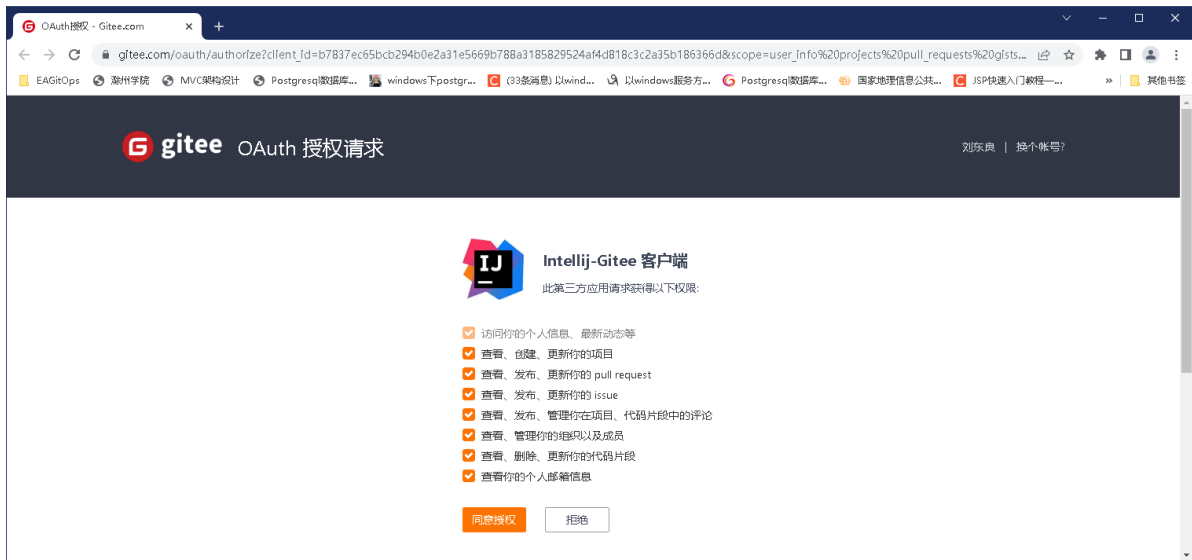 OAuth授权 - Gitee.com
gitee.com/oauth/authorize?client_id=b7837ec65bcb294b0e2a31e5669b788a3185829524af4d818c3c2a35b186366d&scope=user_info%20projects%20pull_requests%20gists...
EAGitOps 滁州学院 MVC架构设计 Postgresql数据库... windows下postgr... (33条消息) 以wind... 以windows服务方... Postgresql数据库... 国家地理信息公共... JSP快速入门教程—... » 其他书签
gitee OAuth 授权请求 刘东良 | 换个帐号?
IJ
Intellij-Gitee 客户端
此第三方应用请求获得以下权限:
访问你的个人信息、最新动态等
查看、创建、更新你的项目
查看、发布、更新你的 pull request
查看、发布、更新你的 issue
查看、发布、管理你在项目、代码片段中的评论
查看、管理你的组织以及成员
查看、删除、更新你的代码片段
查看你的个人邮箱信息
同意授权 拒绝